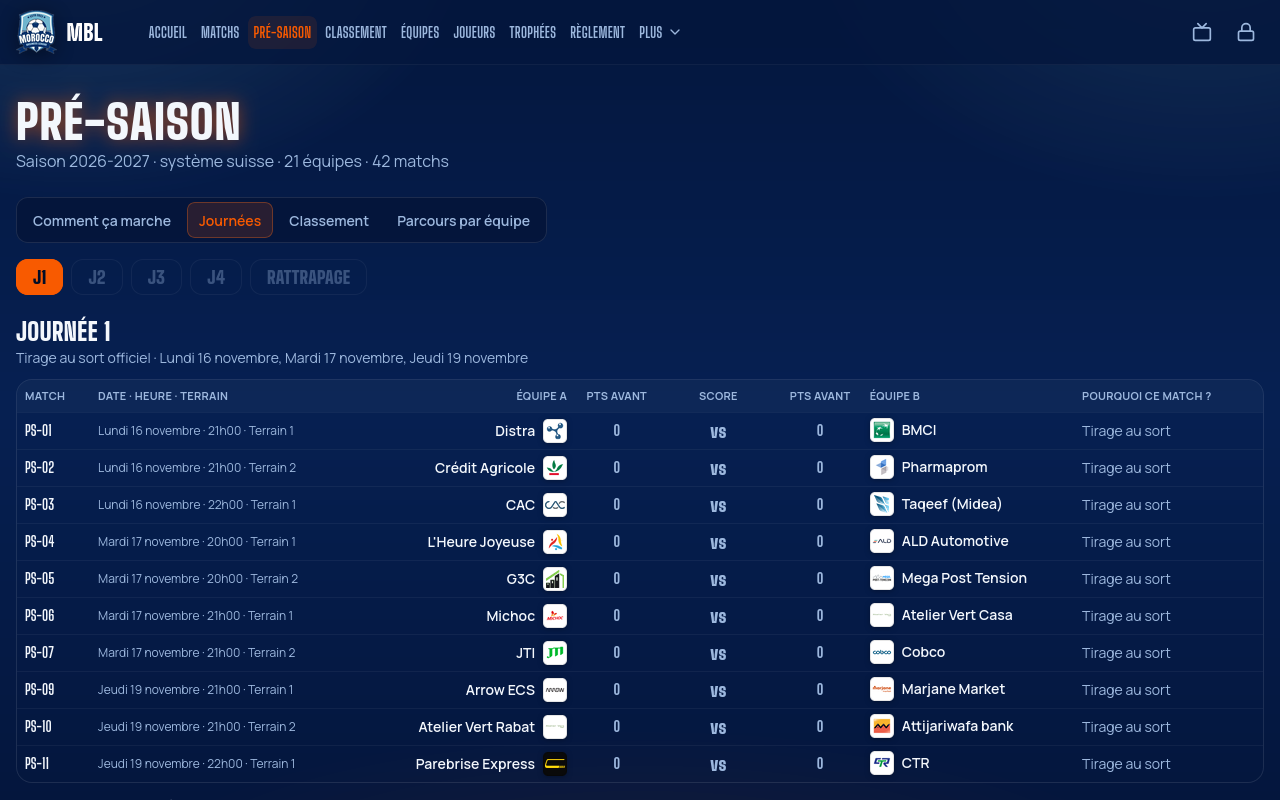 MOROCCO
MBL
ACCUEIL MATCHS PRÉ-SAISON CLASSEMENT ÉQUIPES JOUEURS TROPHÉES RÈGLEMENT PLUS
PRÉ-SAISON
Saison 2026-2027 · système suisse · 21 équipes · 42 matchs
Comment ça marche Journées Classement Parcours par équipe
J1 J2 J3 J4 RATTRAPAGE
JOURNÉE 1
Tirage au sort officiel · Lundi 16 novembre, Mardi 17 novembre, Jeudi 19 novembre
MATCH DATE · HEURE · TERRAIN ÉQUIPE A PTS AVANT SCORE PTS AVANT ÉQUIPE B POURQUOI CE MATCH ?
PS-01 Lundi 16 novembre · 21h00 · Terrain 1 Distra 0 VS 0 BMCI Tirage au sort
PS-02 Lundi 16 novembre · 21h00 · Terrain 2 Crédit Agricole 0 VS 0 Pharmaprom Tirage au sort
PS-03 Lundi 16 novembre · 22h00 · Terrain 1 CAC CAC 0 VS 0 Taqeef (Midea) Tirage au sort
PS-04 Mardi 17 novembre · 20h00 · Terrain 1 L'Heure Joyeuse 0 VS 0 ALD ALD Automotive Tirage au sort
PS-05 Mardi 17 novembre · 20h00 · Terrain 2 G3C 0 VS 0 Mega Post Tension Tirage au sort
PS-06 Mardi 17 novembre · 21h00 · Terrain 1 Michoc MICHOC 0 VS 0 Atelier Vert Casa Tirage au sort
PS-07 Mardi 17 novembre · 21h00 · Terrain 2 JTI JTI 0 VS 0 cobco Cobco Tirage au sort
PS-09 Jeudi 19 novembre · 21h00 · Terrain 1 Arrow ECS ARROW 0 VS 0 Marjane Market Tirage au sort
PS-10 Jeudi 19 novembre · 21h00 · Terrain 2 Atelier Vert Rabat 0 VS 0 Attijariwafa bank Tirage au sort
PS-11 Jeudi 19 novembre · 22h00 · Terrain 1 Parebrise Express 0 VS 0 CTR CTR Tirage au sort